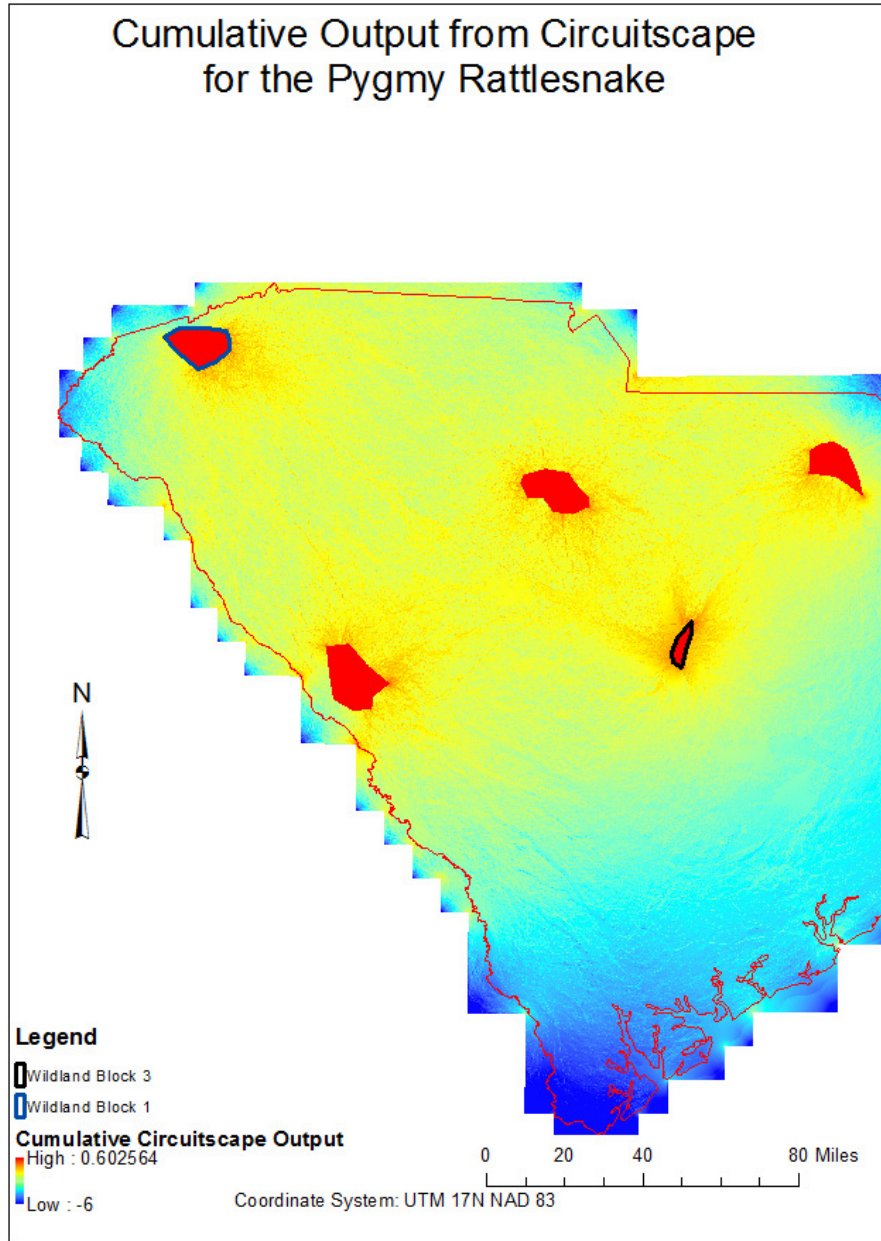 Cumulative Output from Circuitscape
for the Pygmy Rattlesnake
N
Legend
Wildland Block 3
Wildland Block 1
Cumulative Circuitscape Output
High : 0.602564
Low : -6
0 20 40 80 Miles
Coordinate System: UTM 17N NAD 83